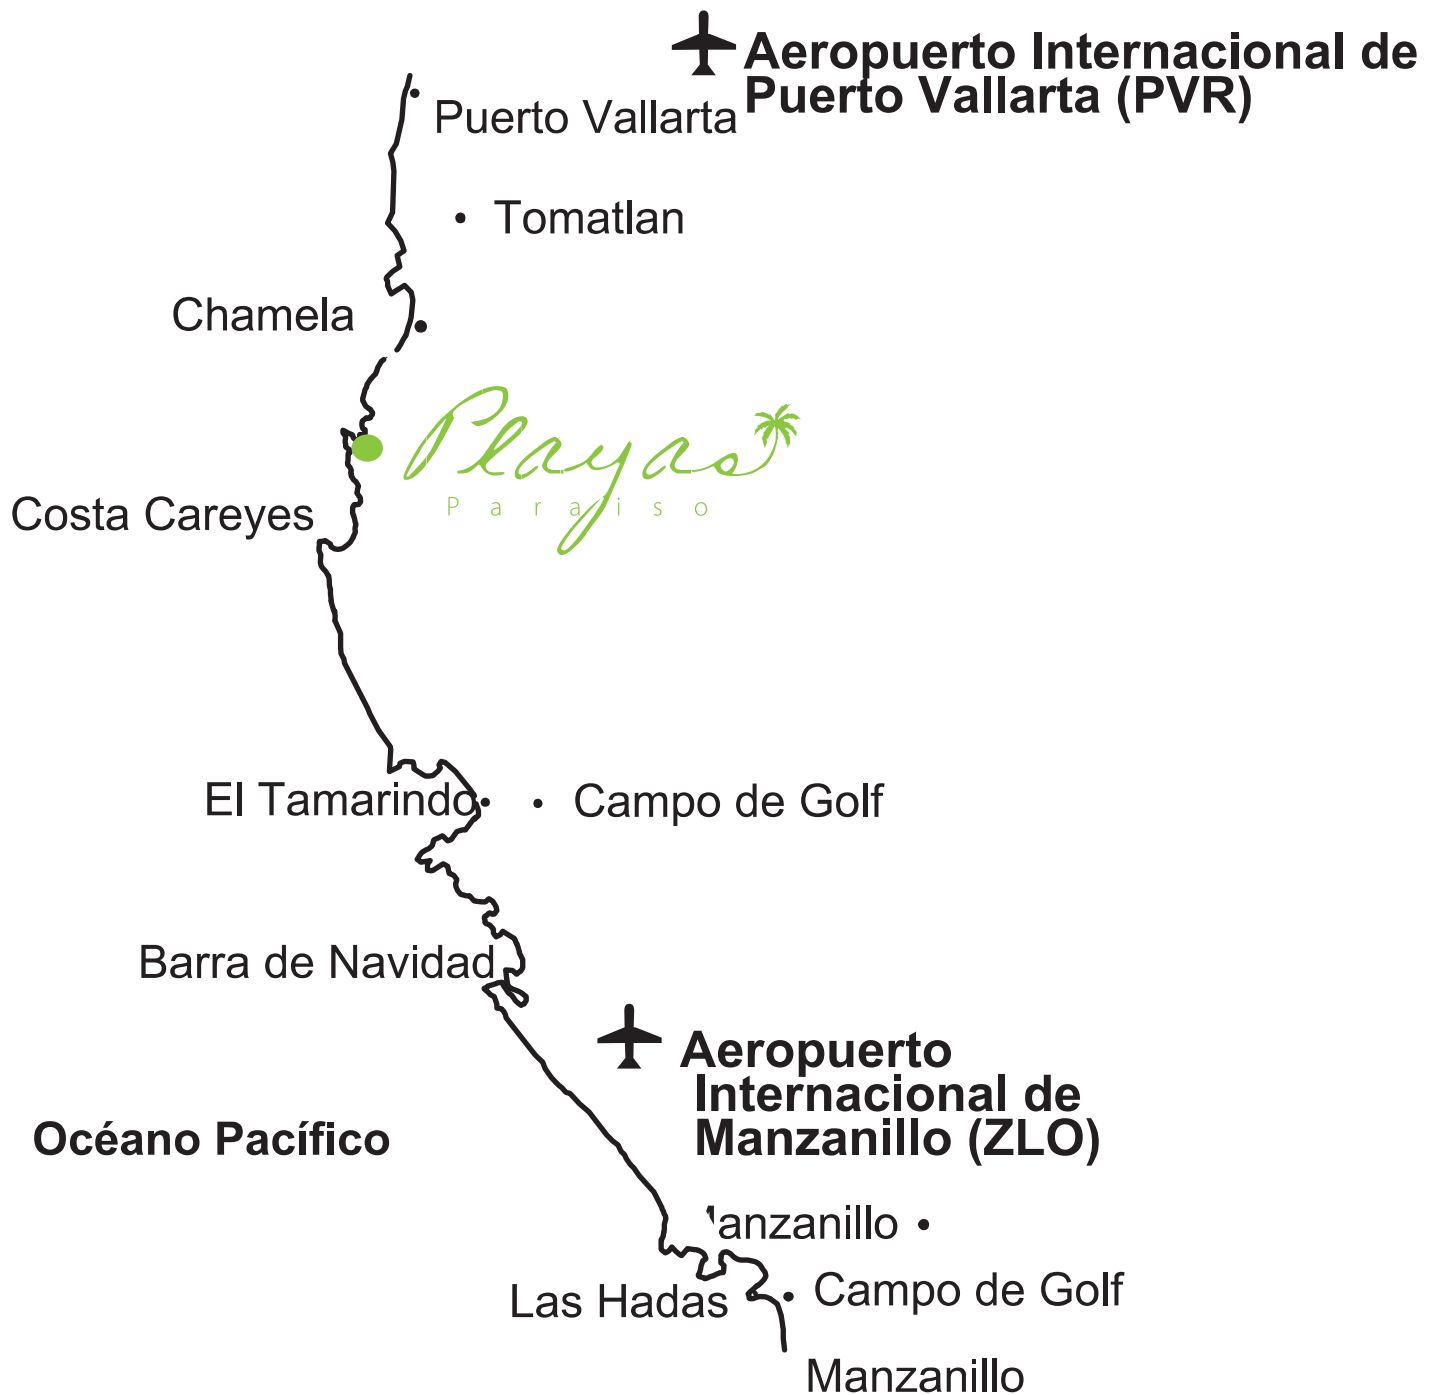 Aeropuerto Internacional de
Puerto Vallarta (PVR)
Puerto Vallarta
Tomatlan
Chamela
Playas
Paraiso
Costa Careyes
El Tamarindo
Campo de Golf
Barra de Navidad
Aeropuerto
Internacional de
Manzanillo (ZLO)
Océano Pacífico
anzanillo
Campo de Golf
Las Hadas
Manzanillo